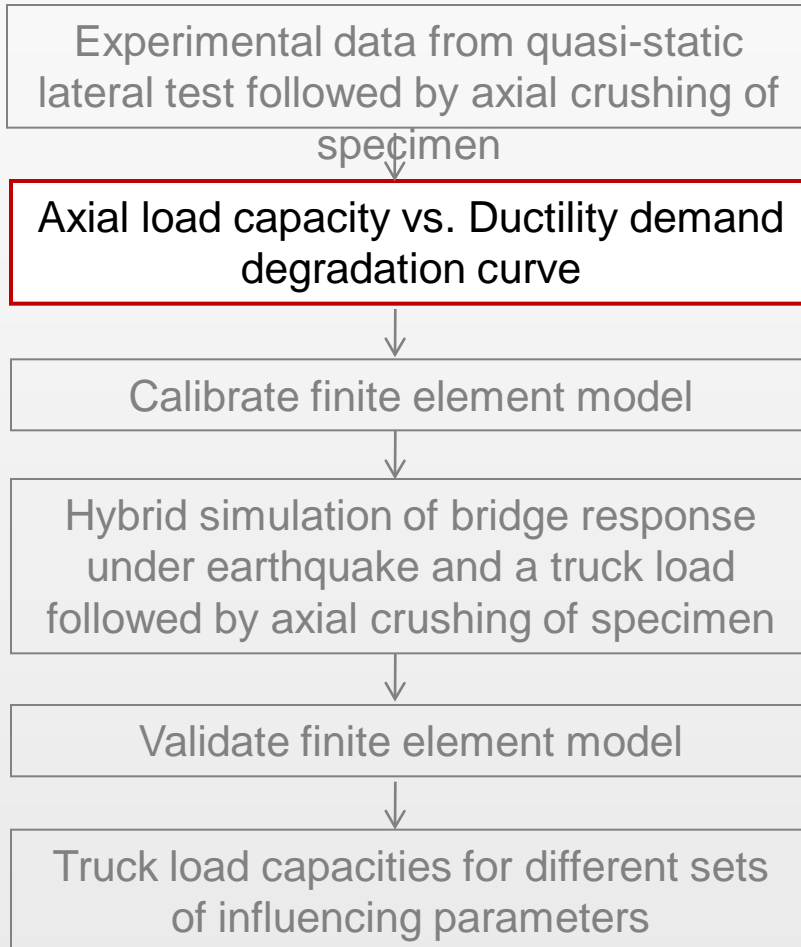 Experimental data from quasi-static
lateral test followed by axial crushing of
specimen
Axial load capacity vs. Ductility demand
degradation curve
Calibrate finite element model
Hybrid simulation of bridge response
under earthquake and a truck load
followed by axial crushing of specimen
Validate finite element model
Truck load capacities for different sets
of influencing parameters